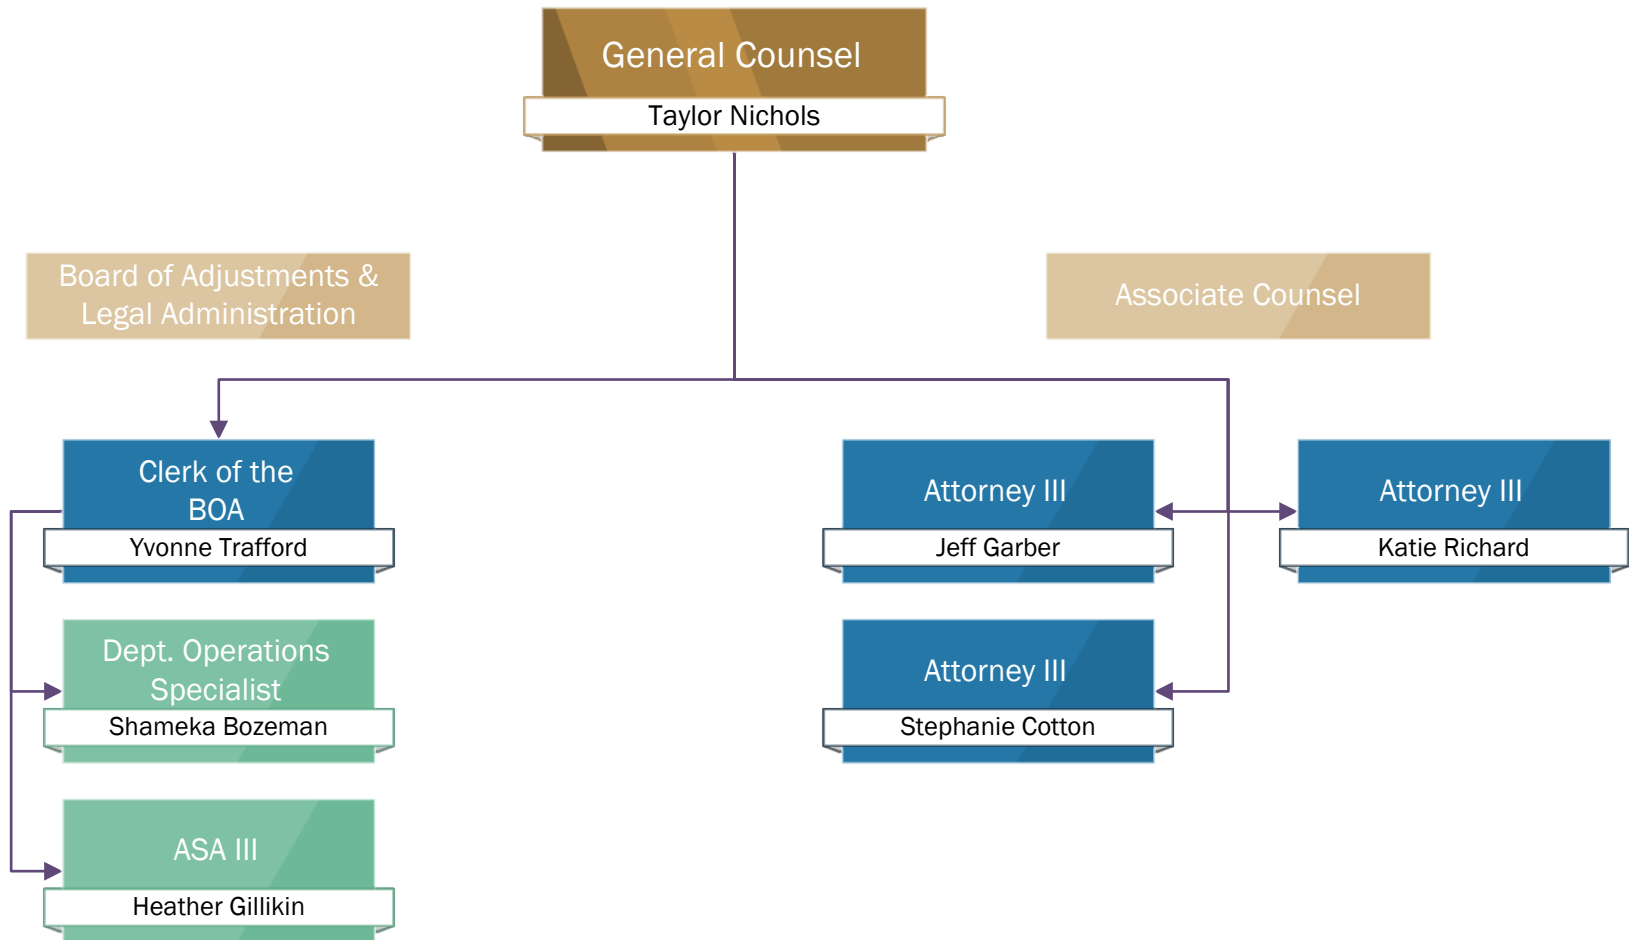 General Counsel
Taylor Nichols
Board of Adjustments &
Legal Administration
Associate Counsel
Clerk of the
BOA
Yvonne Trafford
Attorney III
Jeff Garber
Attorney III
Katie Richard
Dept. Operations
Specialist
Shameka Bozeman
Attorney III
Stephanie Cotton
ASA III
Heather Gillikin